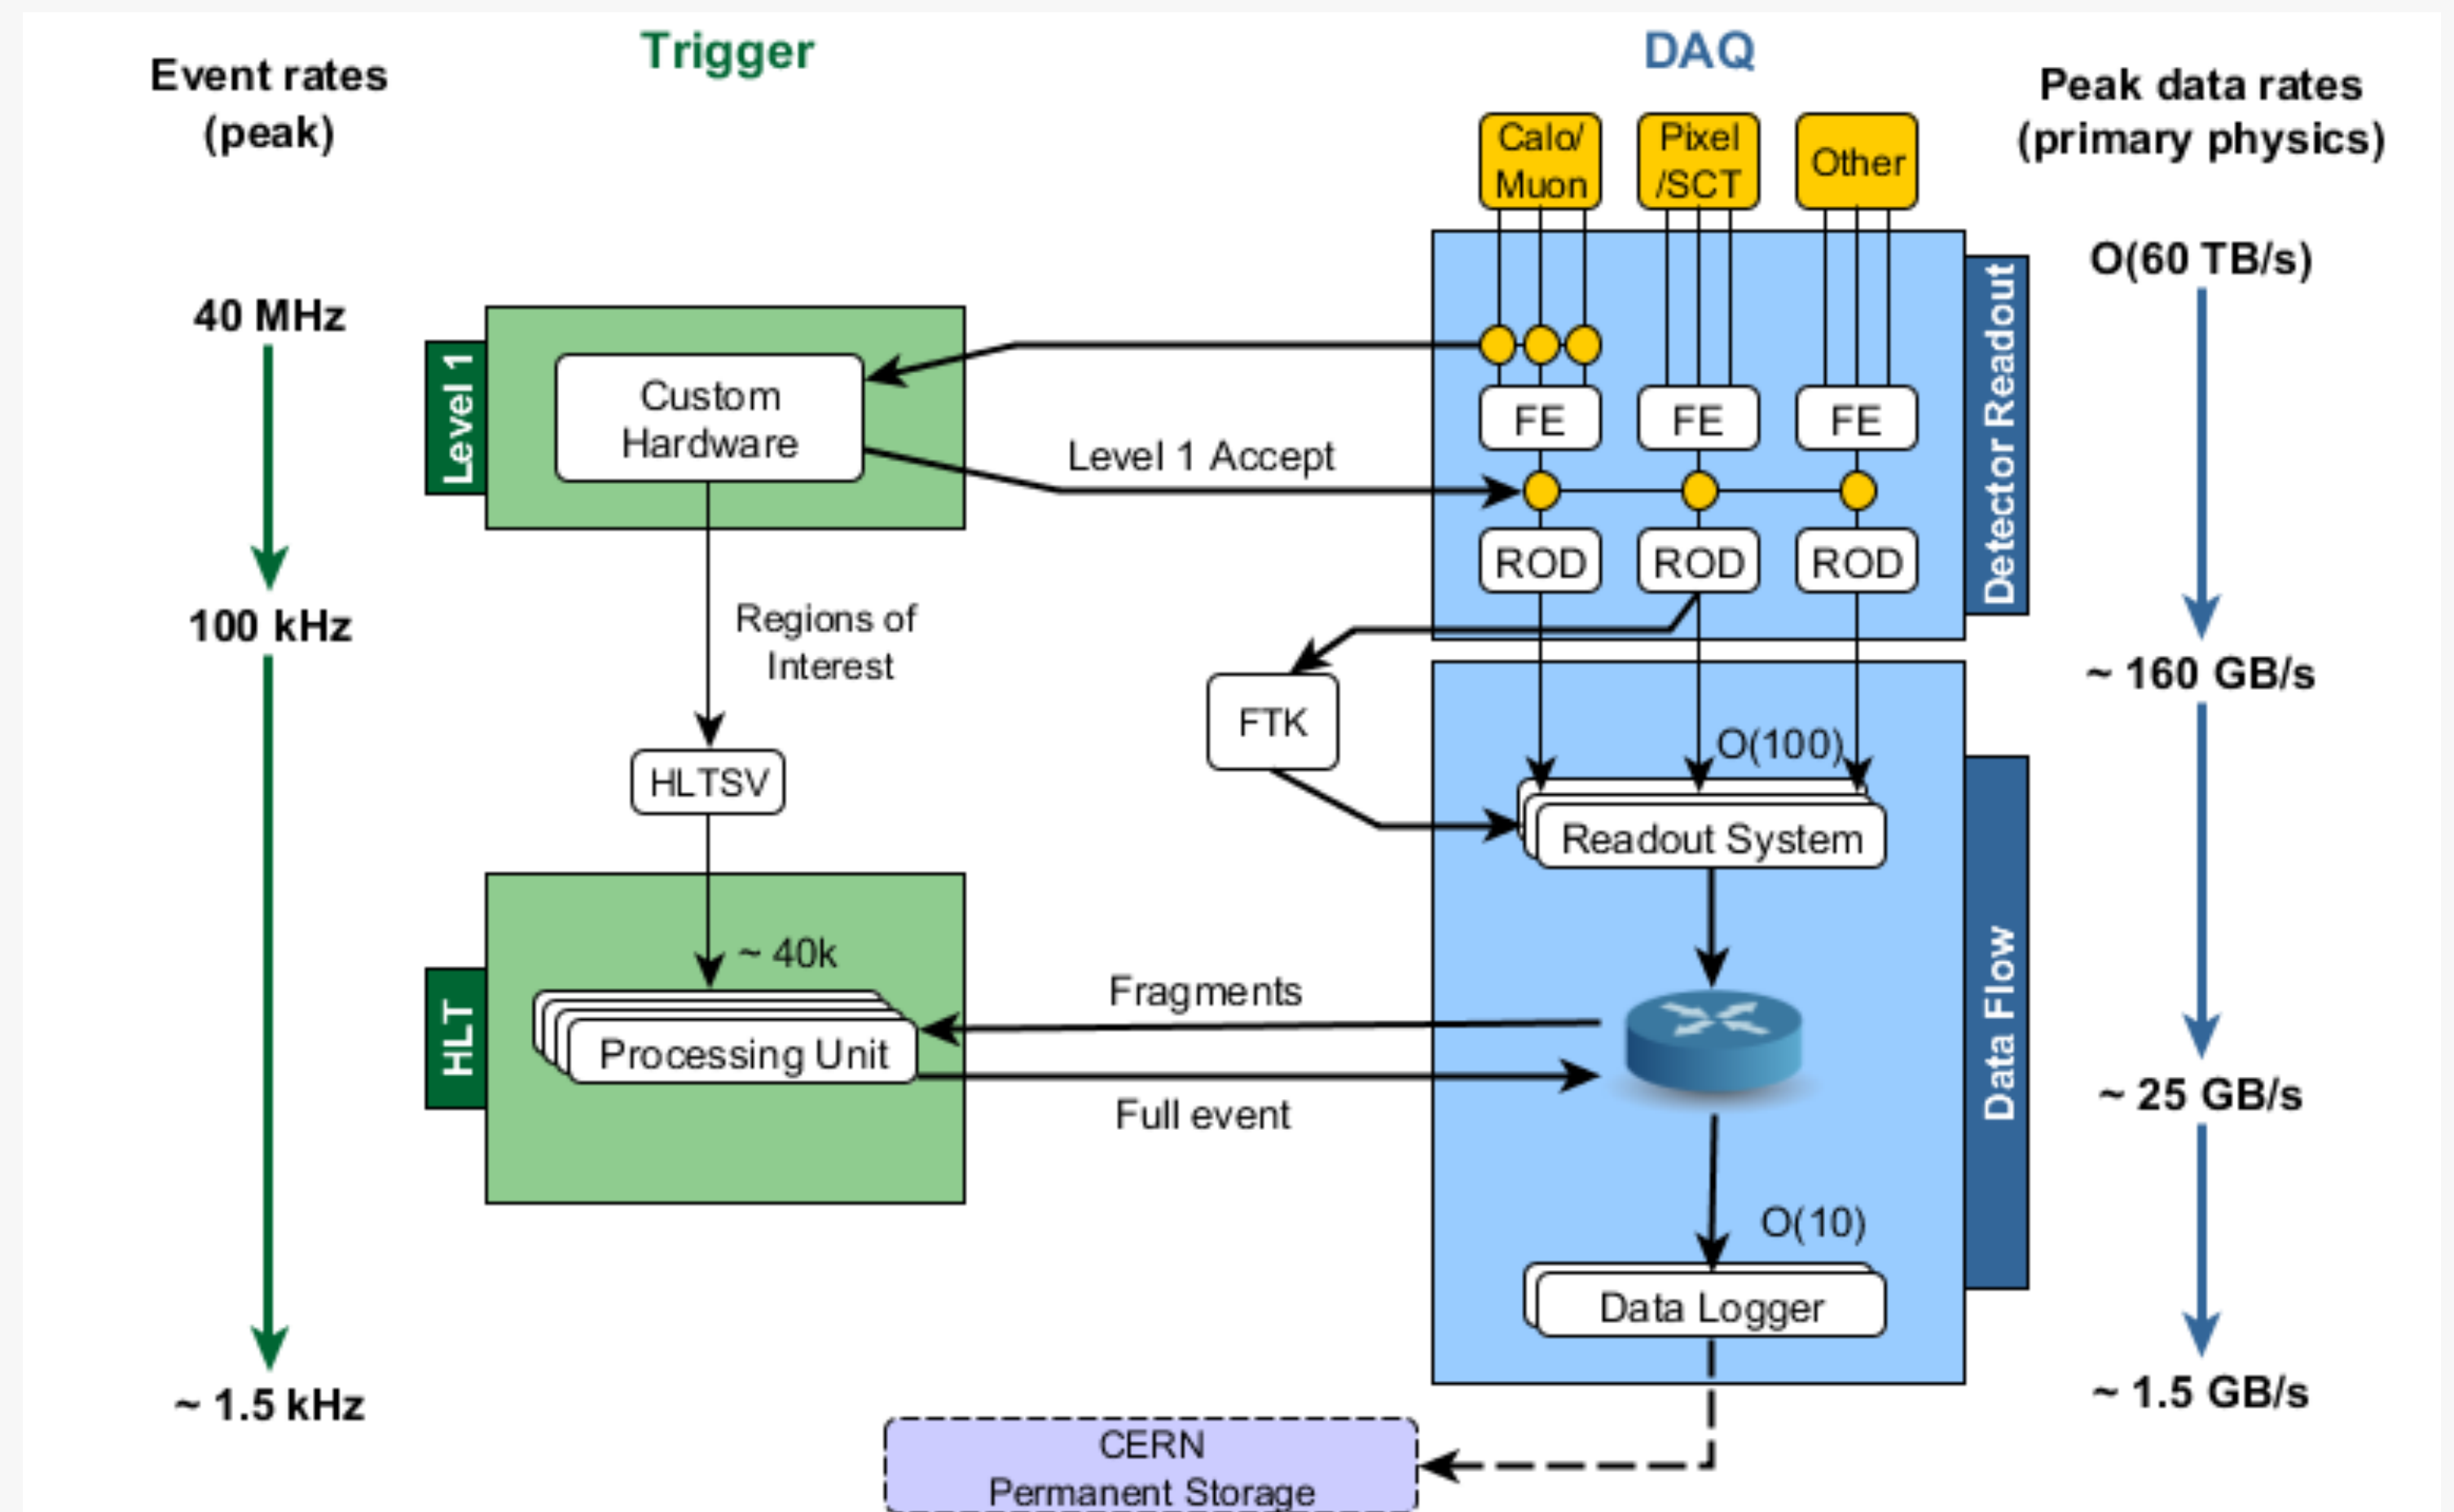 Trigger
DAQ
Event rates
(peak)
Peak data rates
(primary physics)
Calo/
Muon
Pixel
/SCT
Other
O(60 TB/s)
40 MHz
Level 1
Custom
Hardware
Detector Readout
FE
FE
FE
Level 1 Accept
ROD
ROD
ROD
100 kHz
Regions of
Interest
~ 160 GB/s
FTK
O(100)
HLTSV
Readout System
~ 40k
HLT
Processing Unit
Fragments
Full event
Data Flow
~ 25 GB/s
O(10)
Data Logger
~ 1.5 kHz
~ 1.5 GB/s
CERN
Permanent Storage